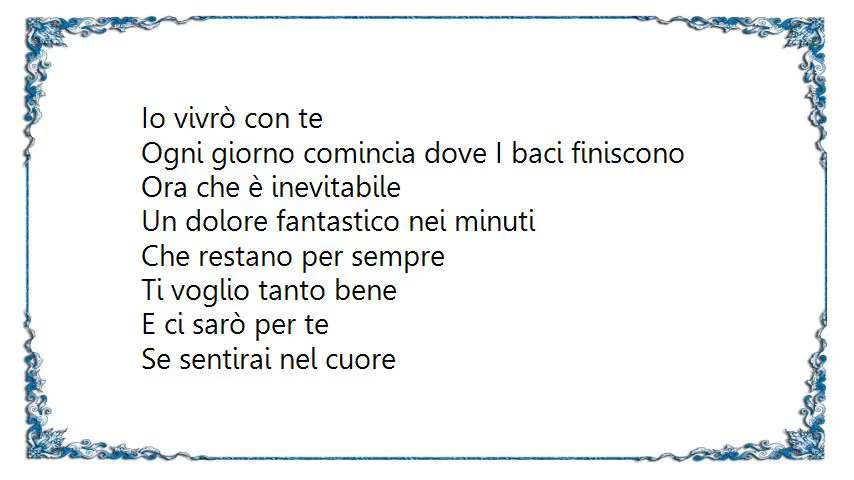 Io vivrò con te
Ogni giorno comincia dove I baci finiscono
Ora che è inevitabile
Un dolore fantastico nei minuti
Che restano per sempre
Ti voglio tanto bene
E ci sarò per te
Se sentirai nel cuore